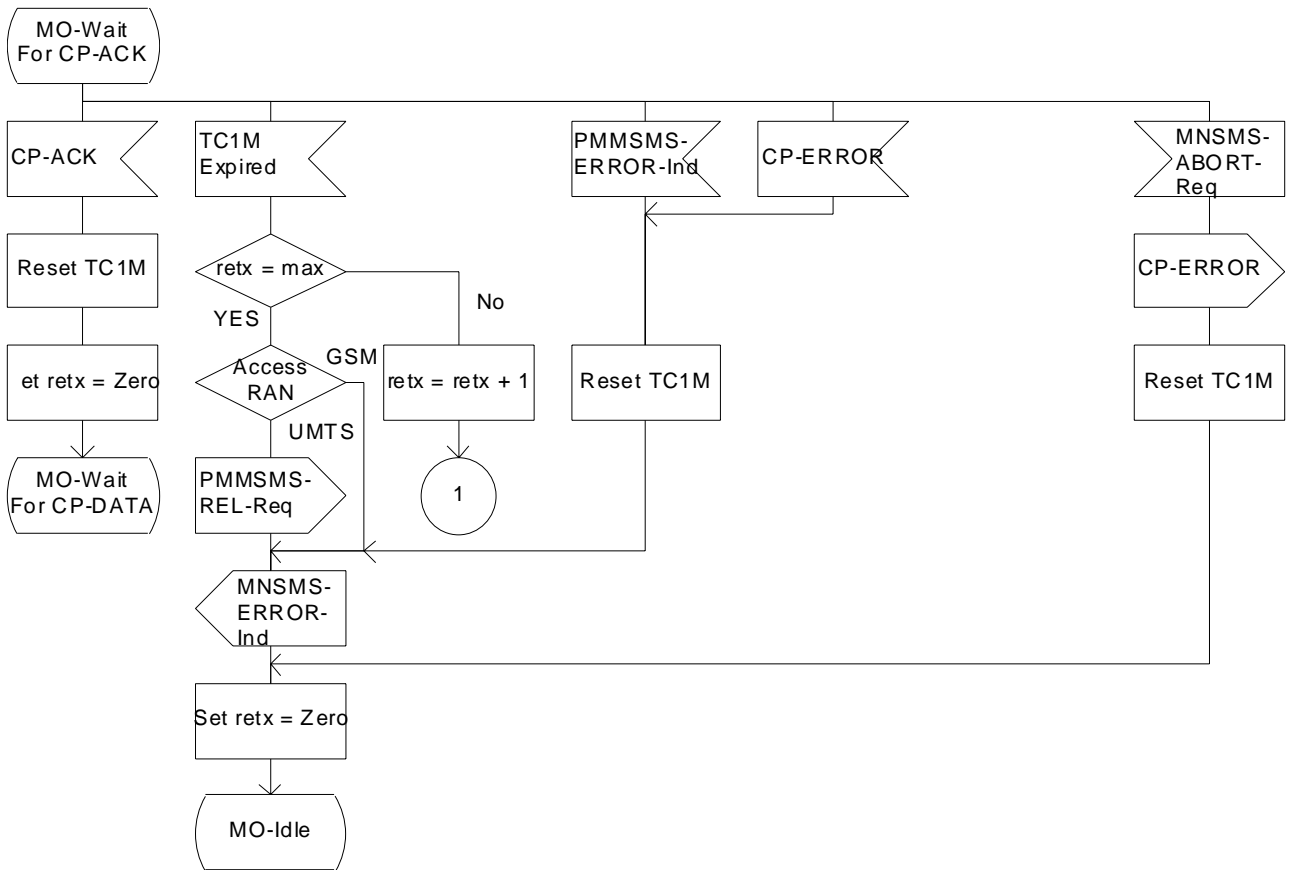 MO-Wait
For CP-ACK
CP-ACK
TC1M
Expired
PMMSMS-
ERROR-Ind
CP-ERROR
MNSMS-
ABORT-
Req
Reset TC1M
retx = max
No
YES
CP-ERROR
et retx = Zero
Access
RAN
GSM
UMTS
retx = retx + 1
Reset TC1M
Reset TC1M
MO-Wait
For CP-DATA
PMMSMS-
REL-Req
1
MNSMS-
ERROR-
Ind
Set retx = Zero
MO-Idle